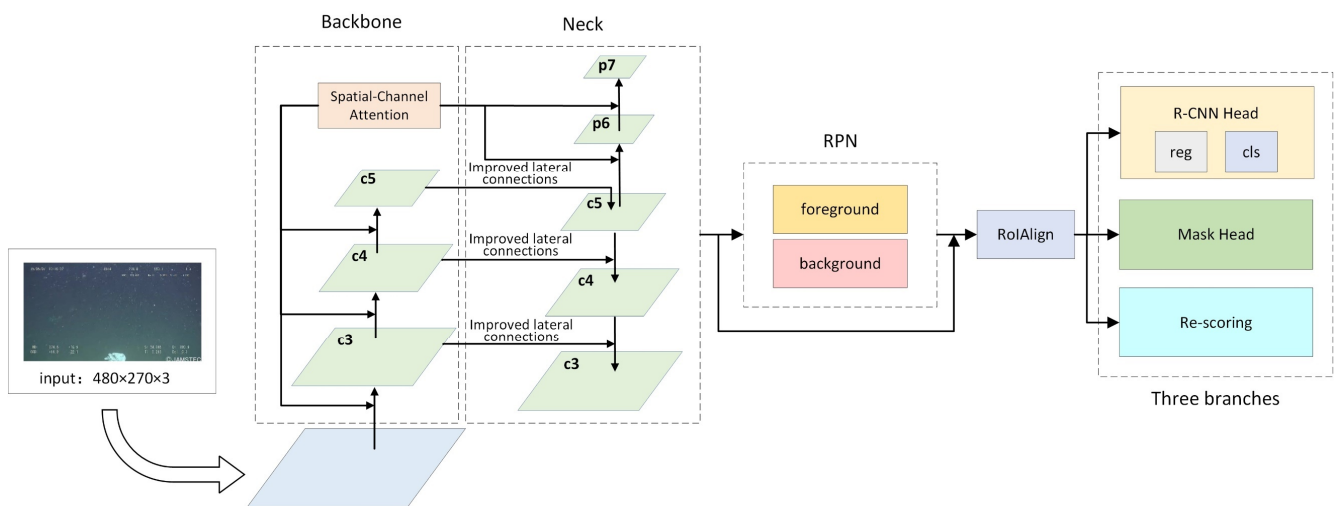 Backbone
Neck
p7
Spatial-Channel
Attention
p6
Improved lateral
connections
c5
c5
RPN
foreground
background
Improved lateral
connections
c4
c4
Improved lateral
connections
c3
c3
RoIAlign
R-CNN Head
reg
cls
Mask Head
Re-scoring
Three branches
© JAMSTEC
input：480×270×3